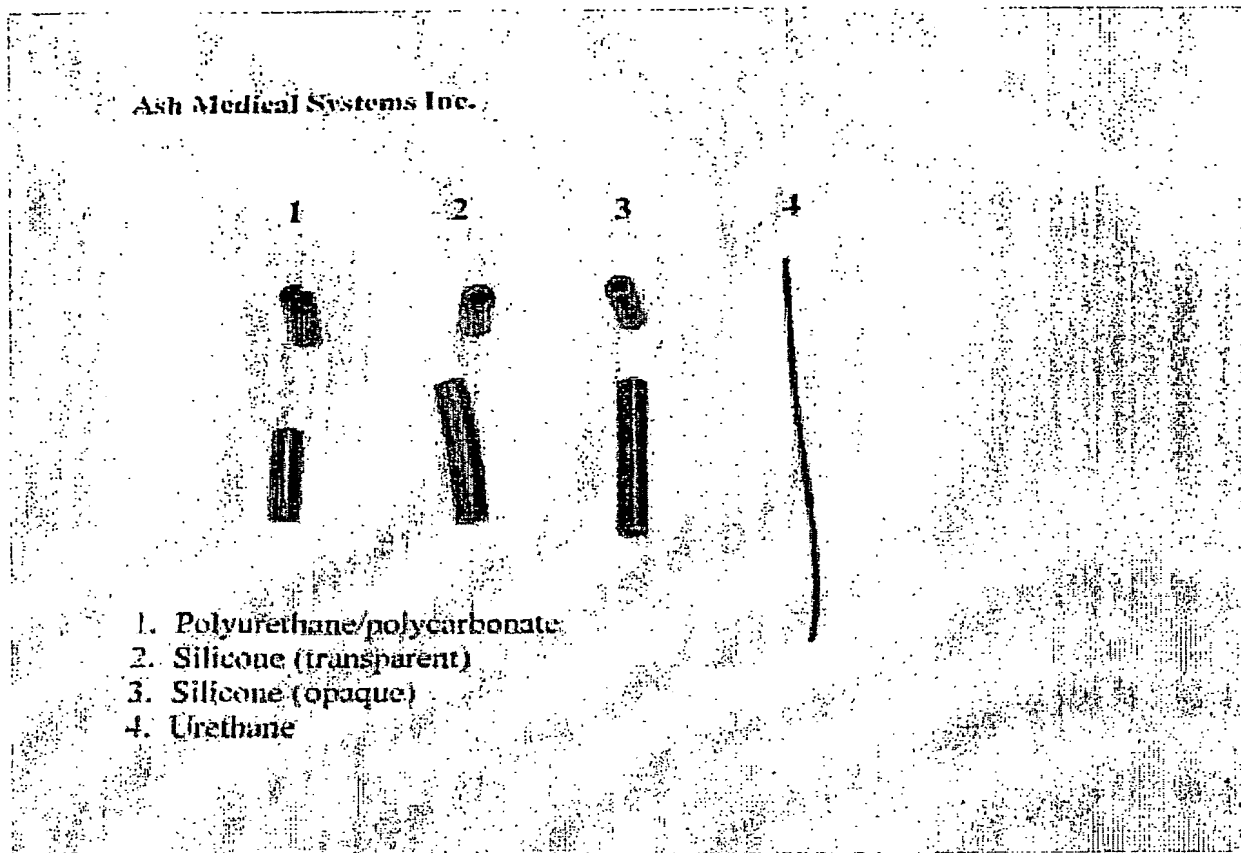 Ash Medical Systems Inc.
1 2 3 4
1. Polyurethane/polycarbonate
2. Silicone (transparent)
3. Silicone (opaque)
4. Urethane